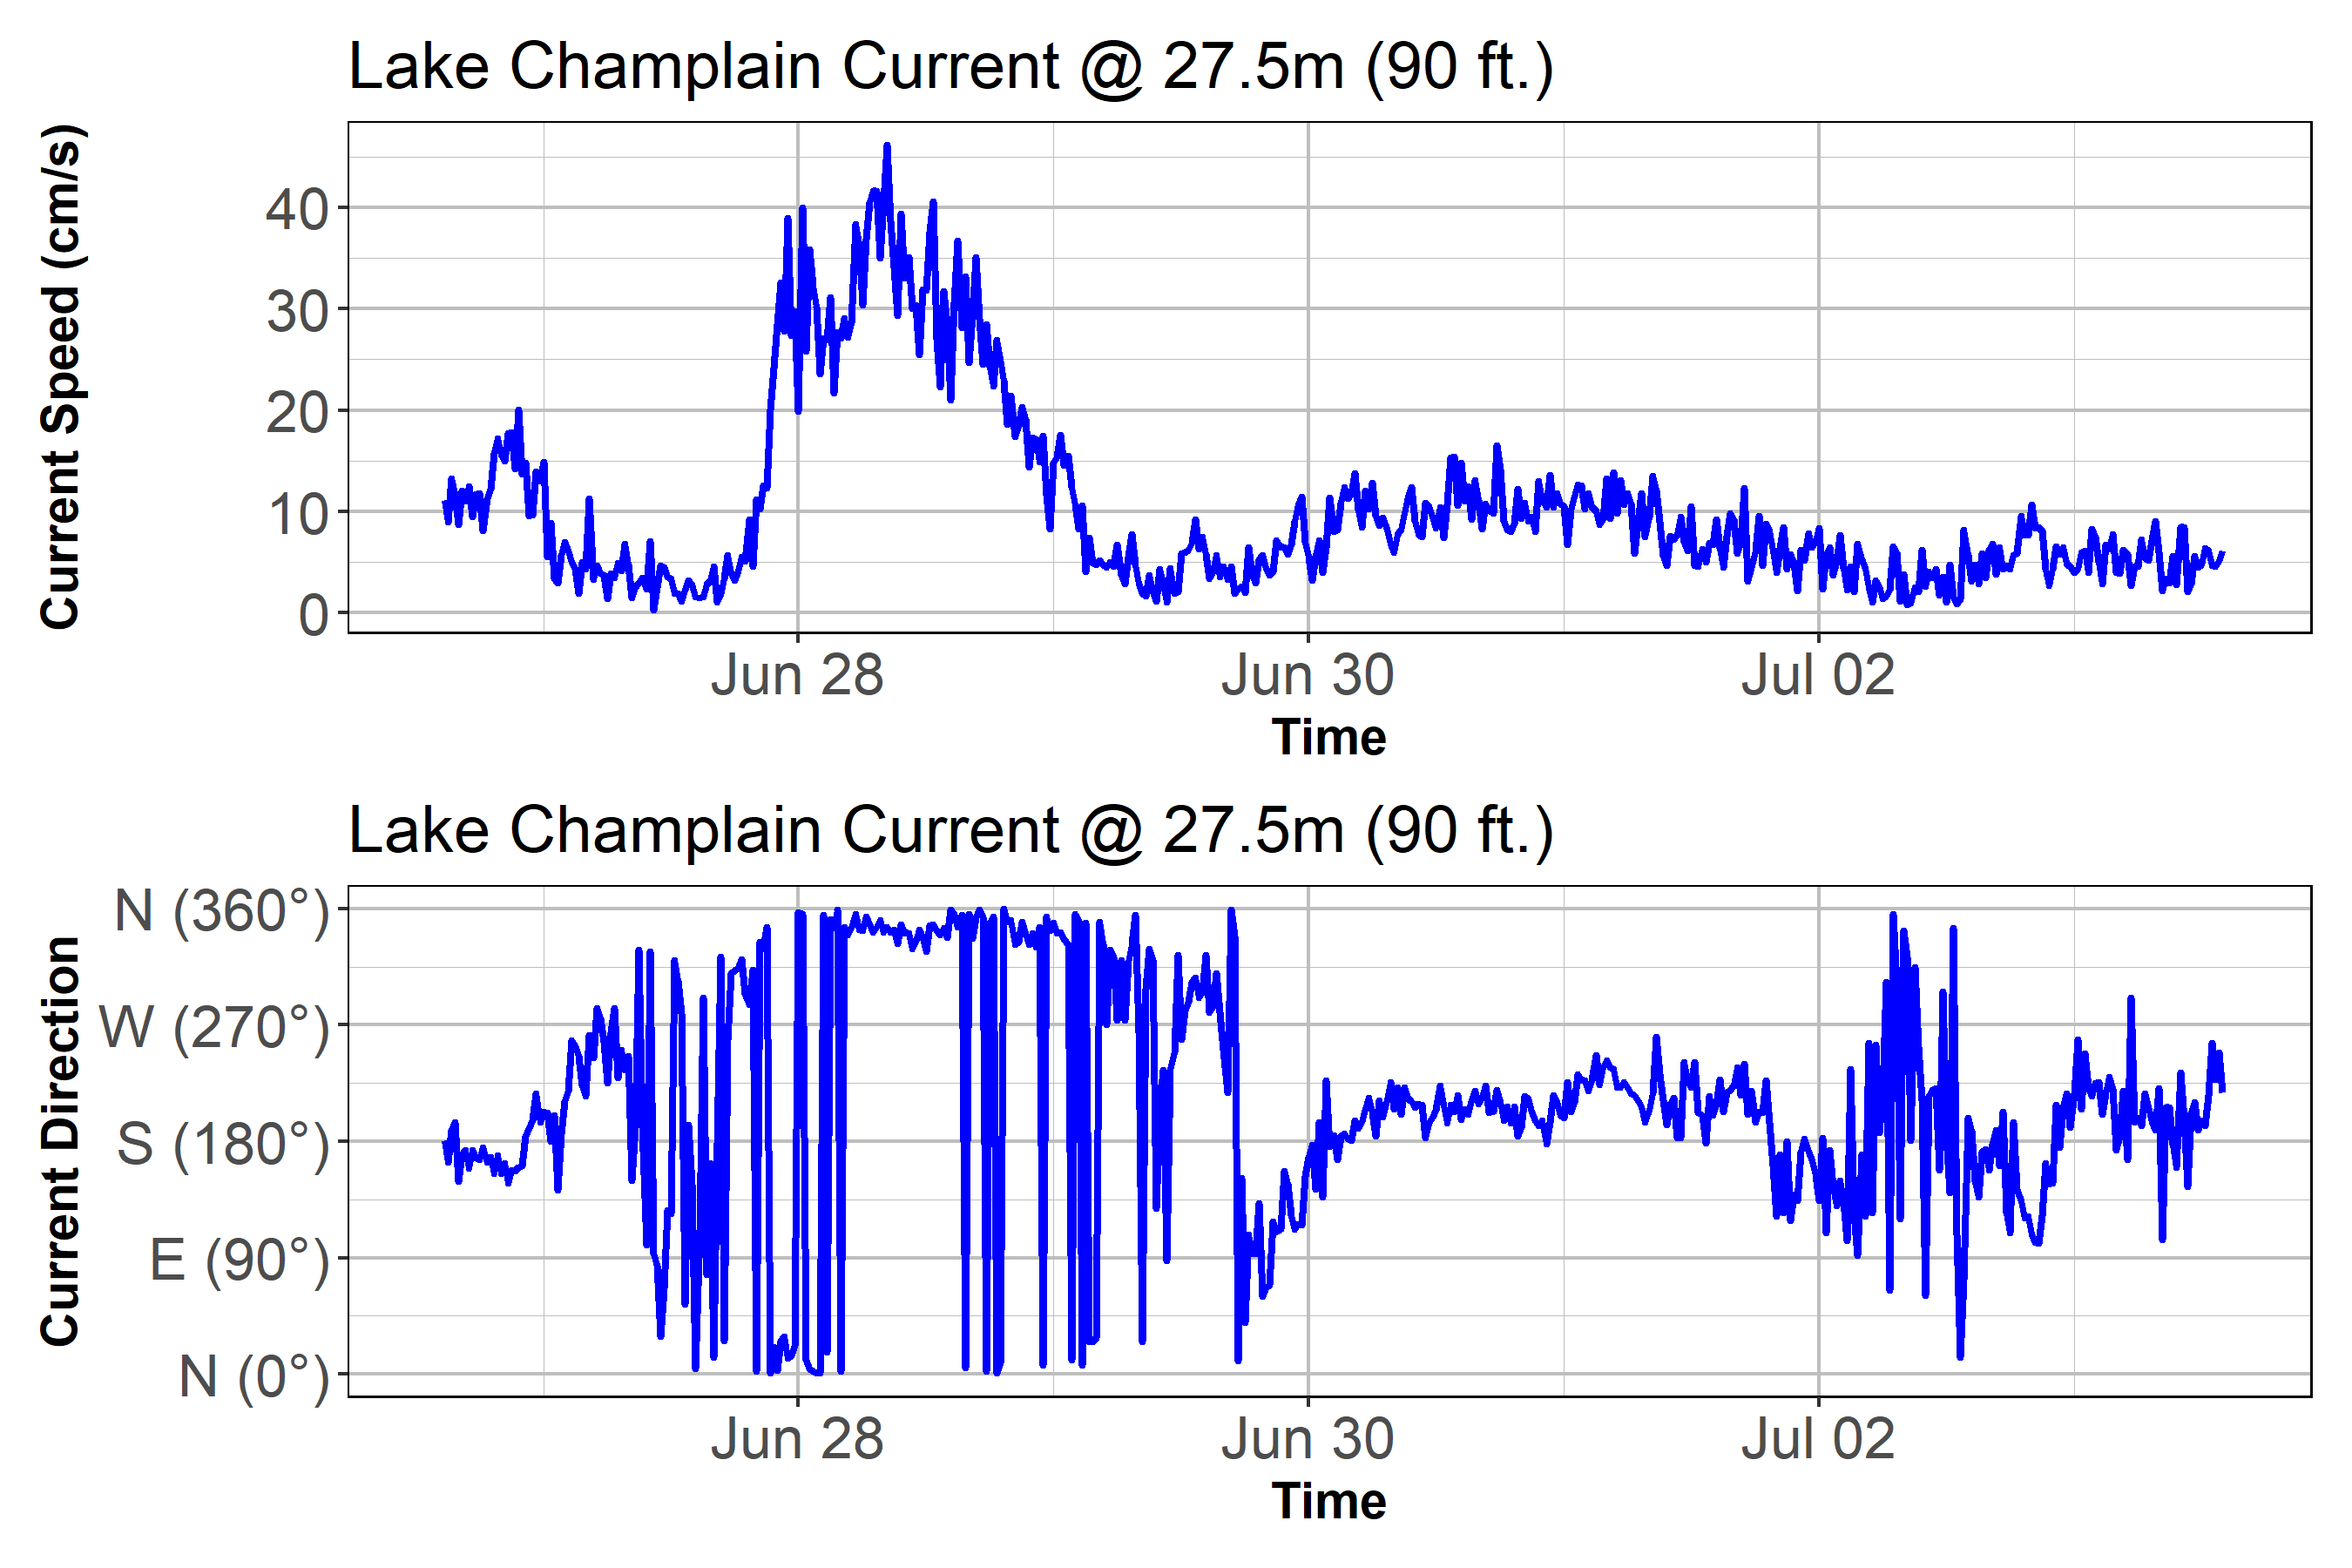 Lake Champlain Current @ 27.5m (90 ft.)
Current Speed (cm/s)
40
30
20
10
0
Jun 28 Jun 30 Jul 02
Time
Lake Champlain Current @ 27.5m (90 ft.)
Current Direction
N (360°)
W (270°)
S (180°)
E (90°)
N (0°)
Jun 28 Jun 30 Jul 02
Time